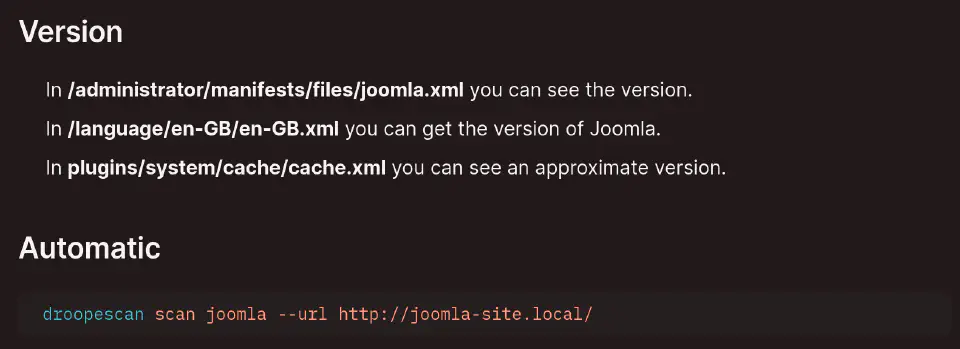 Version
In /administrator/manifests/files/joomla.xml you can see the version.
In /language/en-GB/en-GB.xml you can get the version of Joomla.
In plugins/system/cache/cache.xml you can see an approximate version.
Automatic
droopescan scan joomla --url http://joomla-site.local/